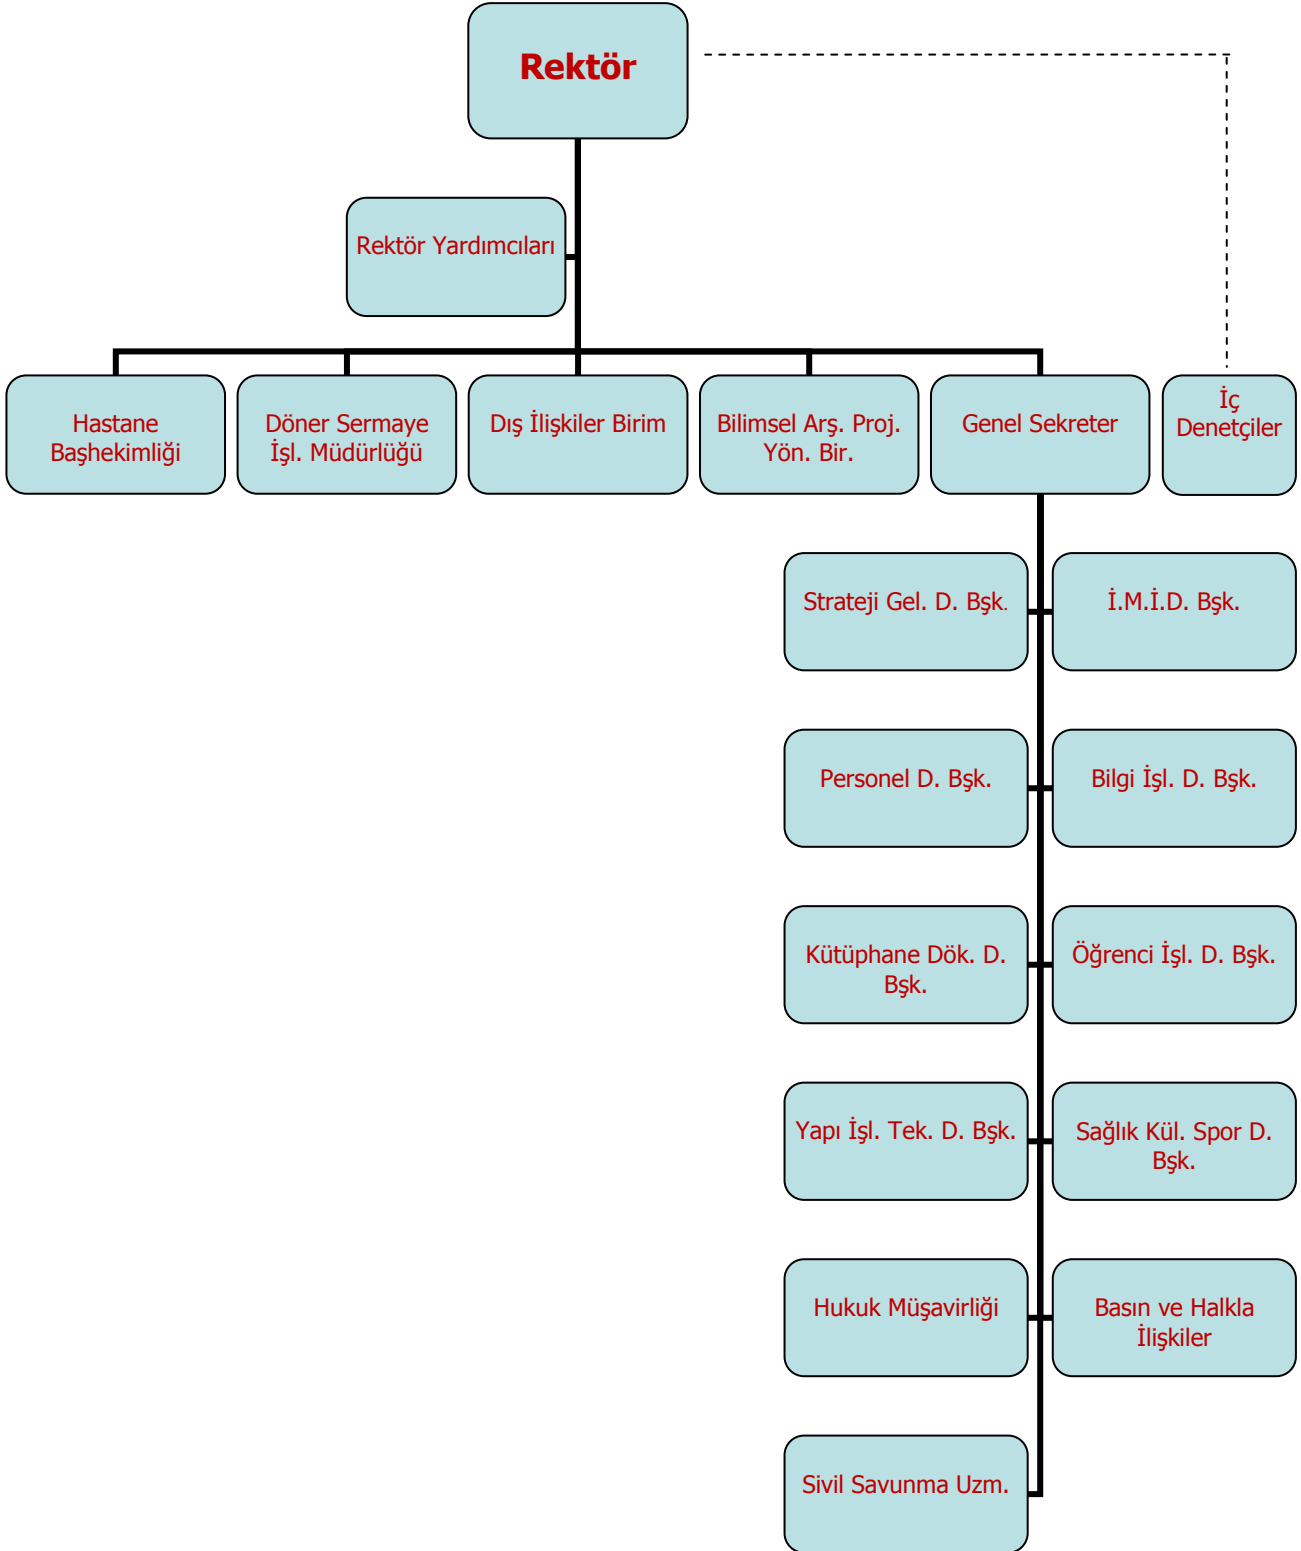 Rektör
Rektör Yardımcıları
Hastane
Başhekimliği
Döner Sermaye
İşl. Müdürlüğü
Dış İlişkiler Birim
Bilimsel Arş. Proj.
Yön. Bir.
Genel Sekreter
İç
Denetçiler
Strateji Gel. D. Bşk.
İ.M.İ.D. Bşk.
Personel D. Bşk.
Bilgi İşl. D. Bşk.
Kütüphane Dök. D.
Bşk.
Öğrenci İşl. D. Bşk.
Yapı İşl. Tek. D. Bşk.
Sağlık Kül. Spor D.
Bşk.
Hukuk Müşavirliği
Basın ve Halkla
İlişkiler
Sivil Savunma Uzm.